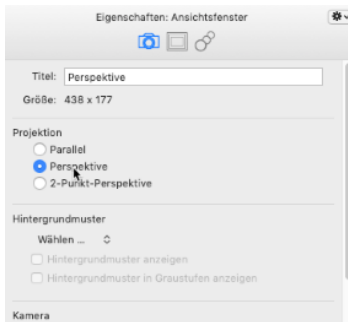 Eigenschaften: Ansichtsfenster
Titel: Perspektive
Größe: 438 x 177
Projektion
Parallel
Perspektive
2-Punkt-Perspektive
Hintergrundmuster
Wählen ...
Hintergrundmuster anzeigen
Hintergrundmuster in Graustufen anzeigen
Kamera